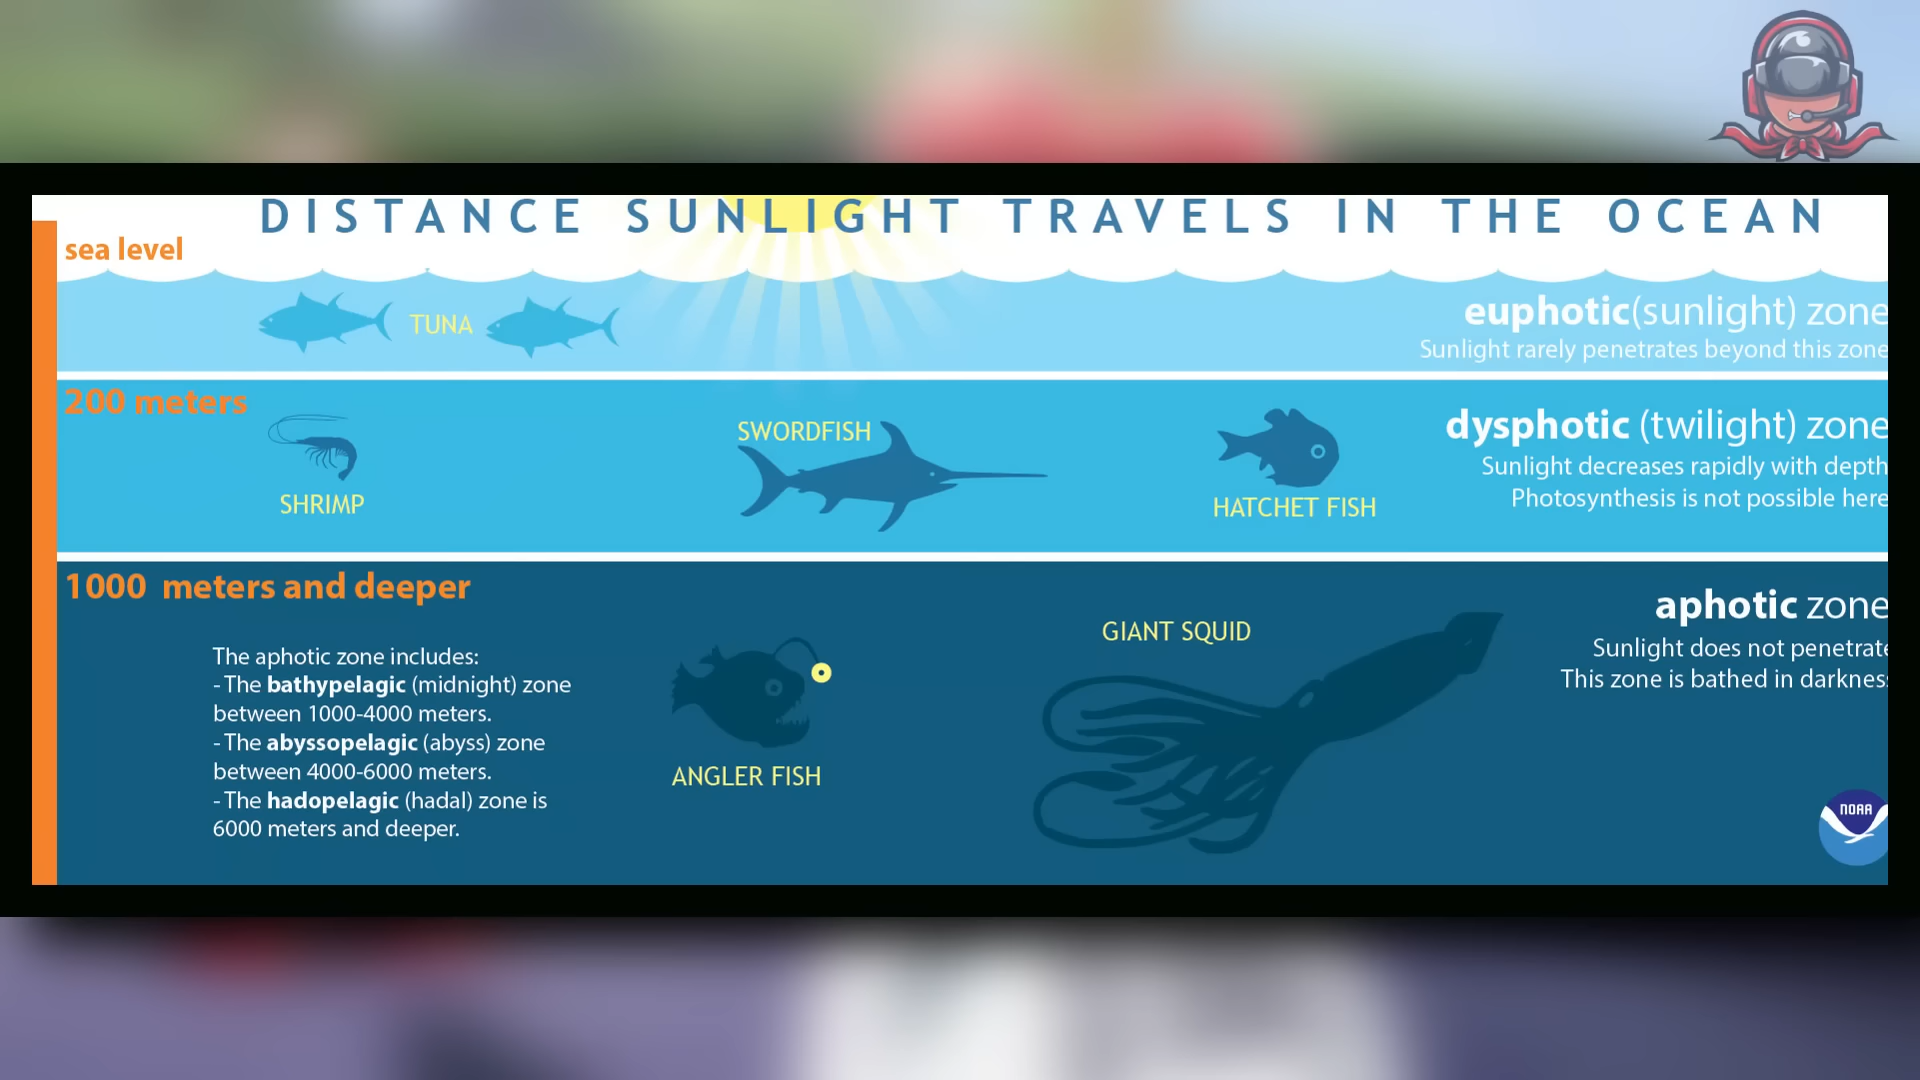 DISTANCE SUNLIGHT TRAVELS IN THE OCEAN
sea level
TUNA
euphotic(sunlight) zone
Sunlight rarely penetrates beyond this zone
200 meters
SHRIMP
SWORDFISH
HATCHET FISH
dysphotic (twilight) zone
Sunlight decreases rapidly with depth
Photosynthesis is not possible here
1000 meters and deeper
The aphotic zone includes:
- The bathypelagic (midnight) zone
between 1000-4000 meters.
- The abyssopelagic (abyss) zone
between 4000-6000 meters.
- The hadopelagic (hadal) zone is
6000 meters and deeper.
ANGLER FISH
GIANT SQUID
aphotic zone
Sunlight does not penetrate
This zone is bathed in darkness
NOAA